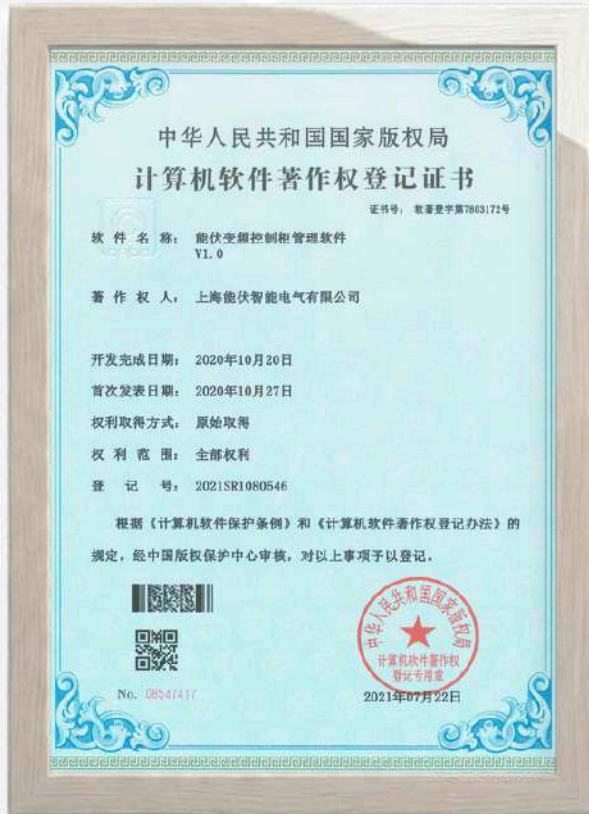 中华人民共和国国家版权局
计算机软件著作权登记证书
证书号： 软著登字第7863172号
软件名称： 能伏变频控制柜管理软件
V1.0
著作权人： 上海能伏智能电气有限公司
开发完成日期： 2020年10月20日
首次发表日期： 2020年10月27日
权利取得方式： 原始取得
权利范围： 全部权利
登记号： 2021SR1080546
根据《计算机软件保护条例》和《计算机软件著作权登记办法》的
规定，经中国版权保护中心审核，对以上事项予以登记。
中华人民共和国国家版权局
计算机软件著作权
登记专用章
No. 08547417
2021年07月22日